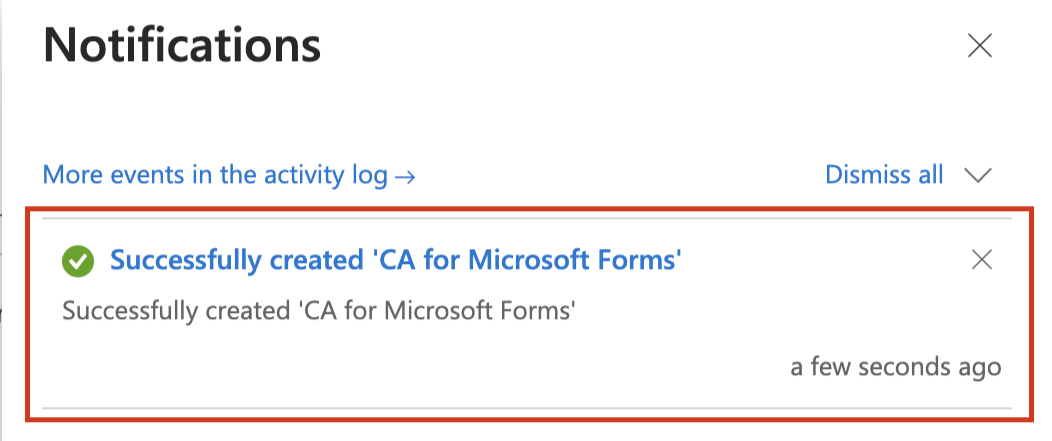 Notifications
More events in the activity log →
Dismiss all
Successfully created 'CA for Microsoft Forms'
Successfully created 'CA for Microsoft Forms'
a few seconds ago